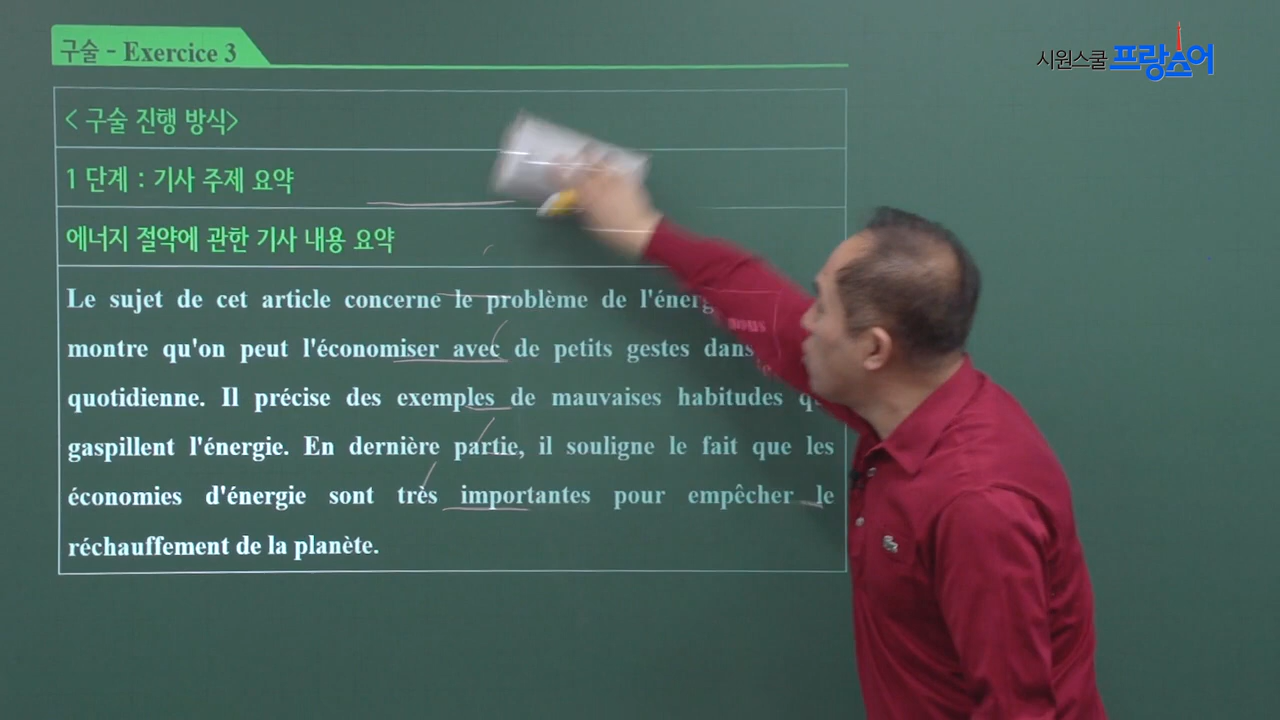 구술 - Exercice 3
시원스쿨 프랑스어
< 구술 진행 방식>
1 단계 : 기사 주제 요약
에너지 절약에 관한 기사 내용 요약
Le sujet de cet article concerne le problème de
montre qu'on peut l'économiser avec de petits gestes dans
quotidienne. Il précise des exemples de mauvaises habitudes
gaspillent l'énergie. En dernière partie, il souligne le fait que les
économies d'énergie sont très importantes pour empêcher le
réchauffement de la planète.